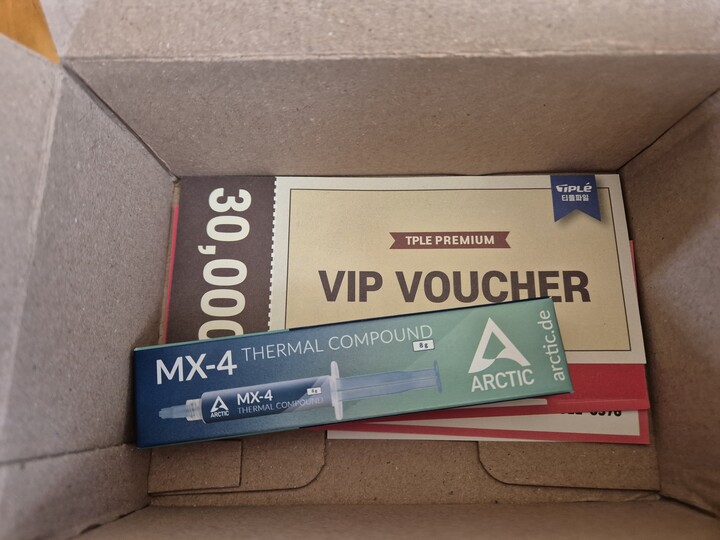 30,000
TPLE
티플파일
TPLE PREMIUM
VIP VOUCHER
MX-4 THERMAL COMPOUND
8 g
MX-4
THERMAL COMPOUND
ARCTIC
ARCTIC
arctic.de